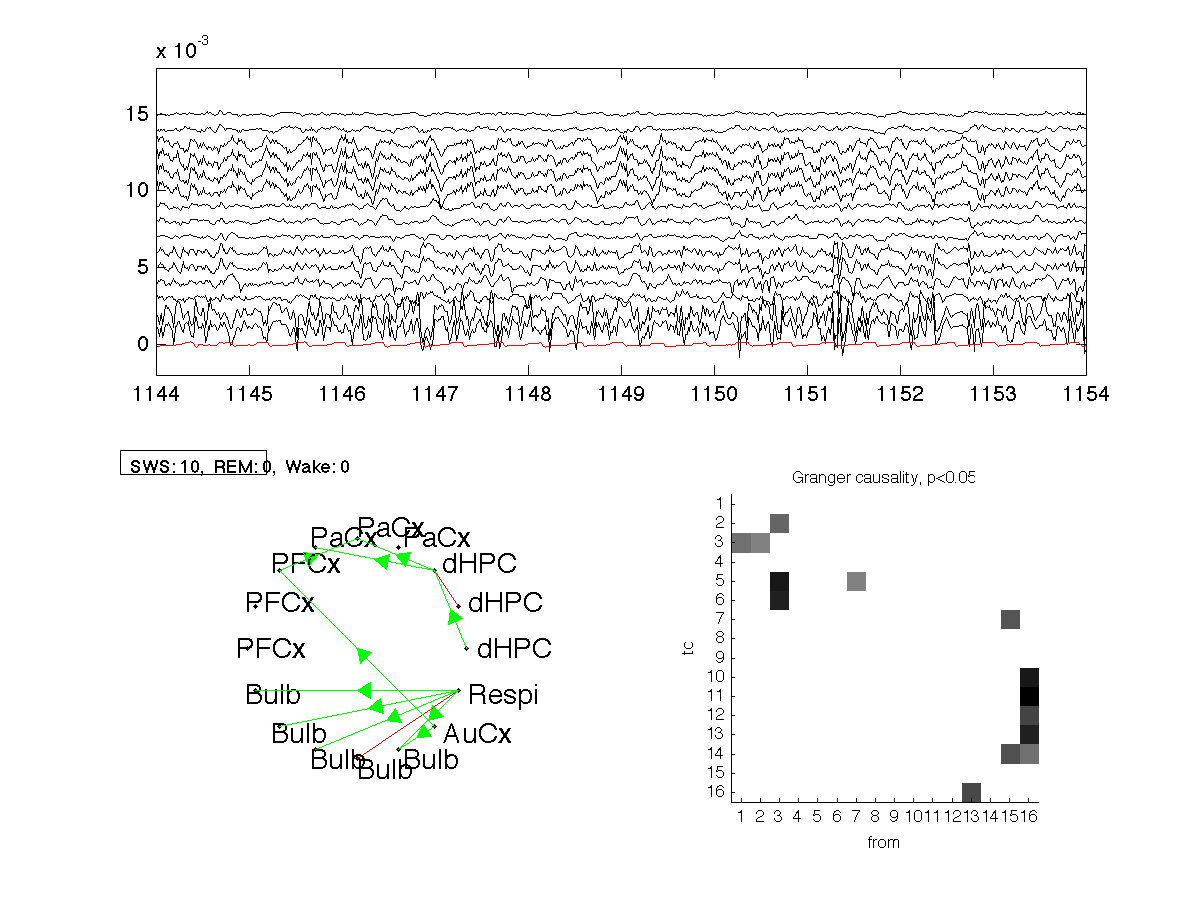 x 10-3
15
10
5
0
1144 1145 1146 1147 1148 1149 1150 1151 1152 1153 1154
SWS:10, REM:0, Wake:0
Granger causality, p<0.05
PaCx
PaCx PaCx
PFCx dHPC
PFCx dHPC
PFCx dHPC
Bulb Respi
Bulb AuCx
Bulb Bulb
Bulb
1
2
3
4
5
6
7
8
9
10
11
12
13
14
15
16
to
1 2 3 4 5 6 7 8 9 10 11 12 13 14 15 16
from